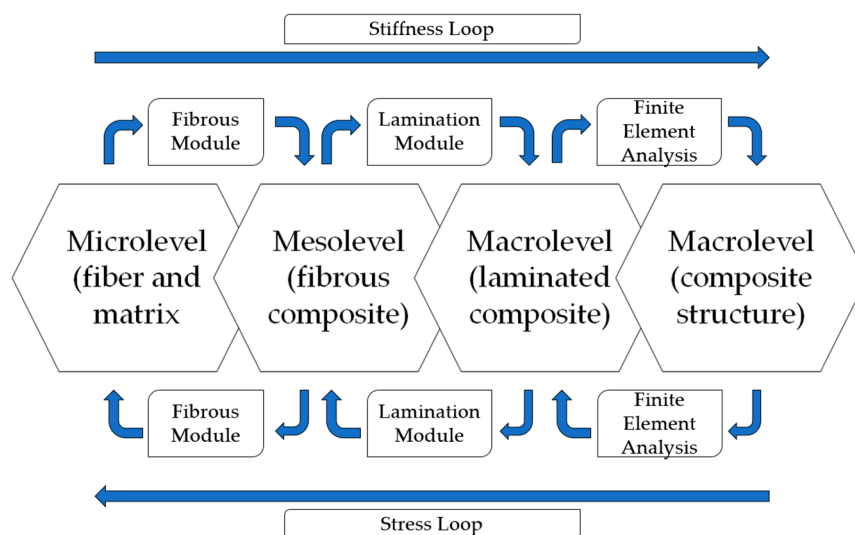 Stiffness Loop
Fibrous
Module
Lamination
Module
Finite
Element
Analysis
Microlevel
(fiber and
matrix
Mesolevel
(fibrous
composite)
Macrolevel
(laminated
composite)
Macrolevel
(composite
structure)
Fibrous
Module
Lamination
Module
Finite
Element
Analysis
Stress Loop